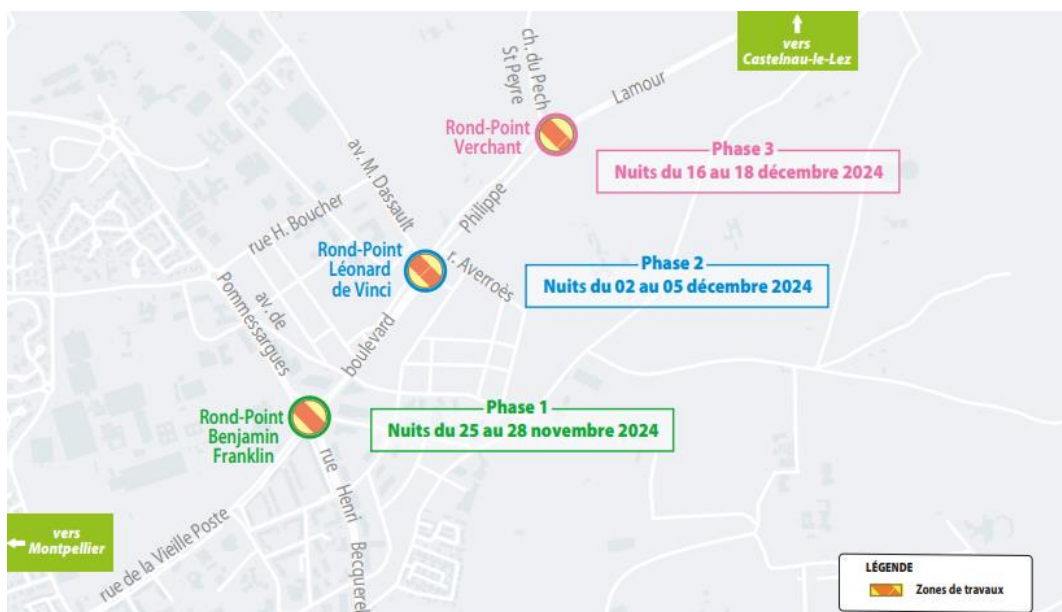 vers
Castelnau-le-Lez
ch. du Pech
St Peyre
Lamour
Rond-Point
Verchant
Phase 3
Nuits du 16 au 18 décembre 2024
av. M. Dassault
Philippe
rue H. Boucher
Rond-Point
Léonard
de Vinci
r. Averroès
Phase 2
Nuits du 02 au 05 décembre 2024
av. de
Pommessargues
boulevard
Rond-Point
Benjamin
Franklin
Phase 1
Nuits du 25 au 28 novembre 2024
rue Henri Becquerel
vers
Montpellier
rue de la Vieille Poste
LÉGENDE
Zones de travaux